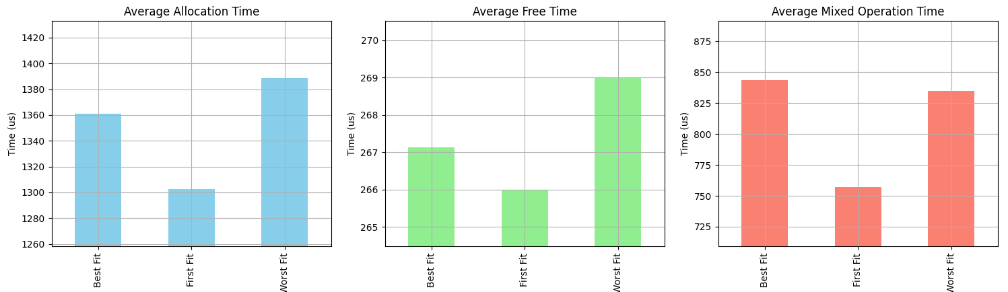 Average Allocation Time
Time (us)
1420
1400
1380
1360
1340
1320
1300
1280
1260
Best Fit
First Fit
Worst Fit
Average Free Time
Time (us)
270
269
268
267
266
265
Best Fit
First Fit
Worst Fit
Average Mixed Operation Time
Time (us)
875
850
825
800
775
750
725
Best Fit
First Fit
Worst Fit